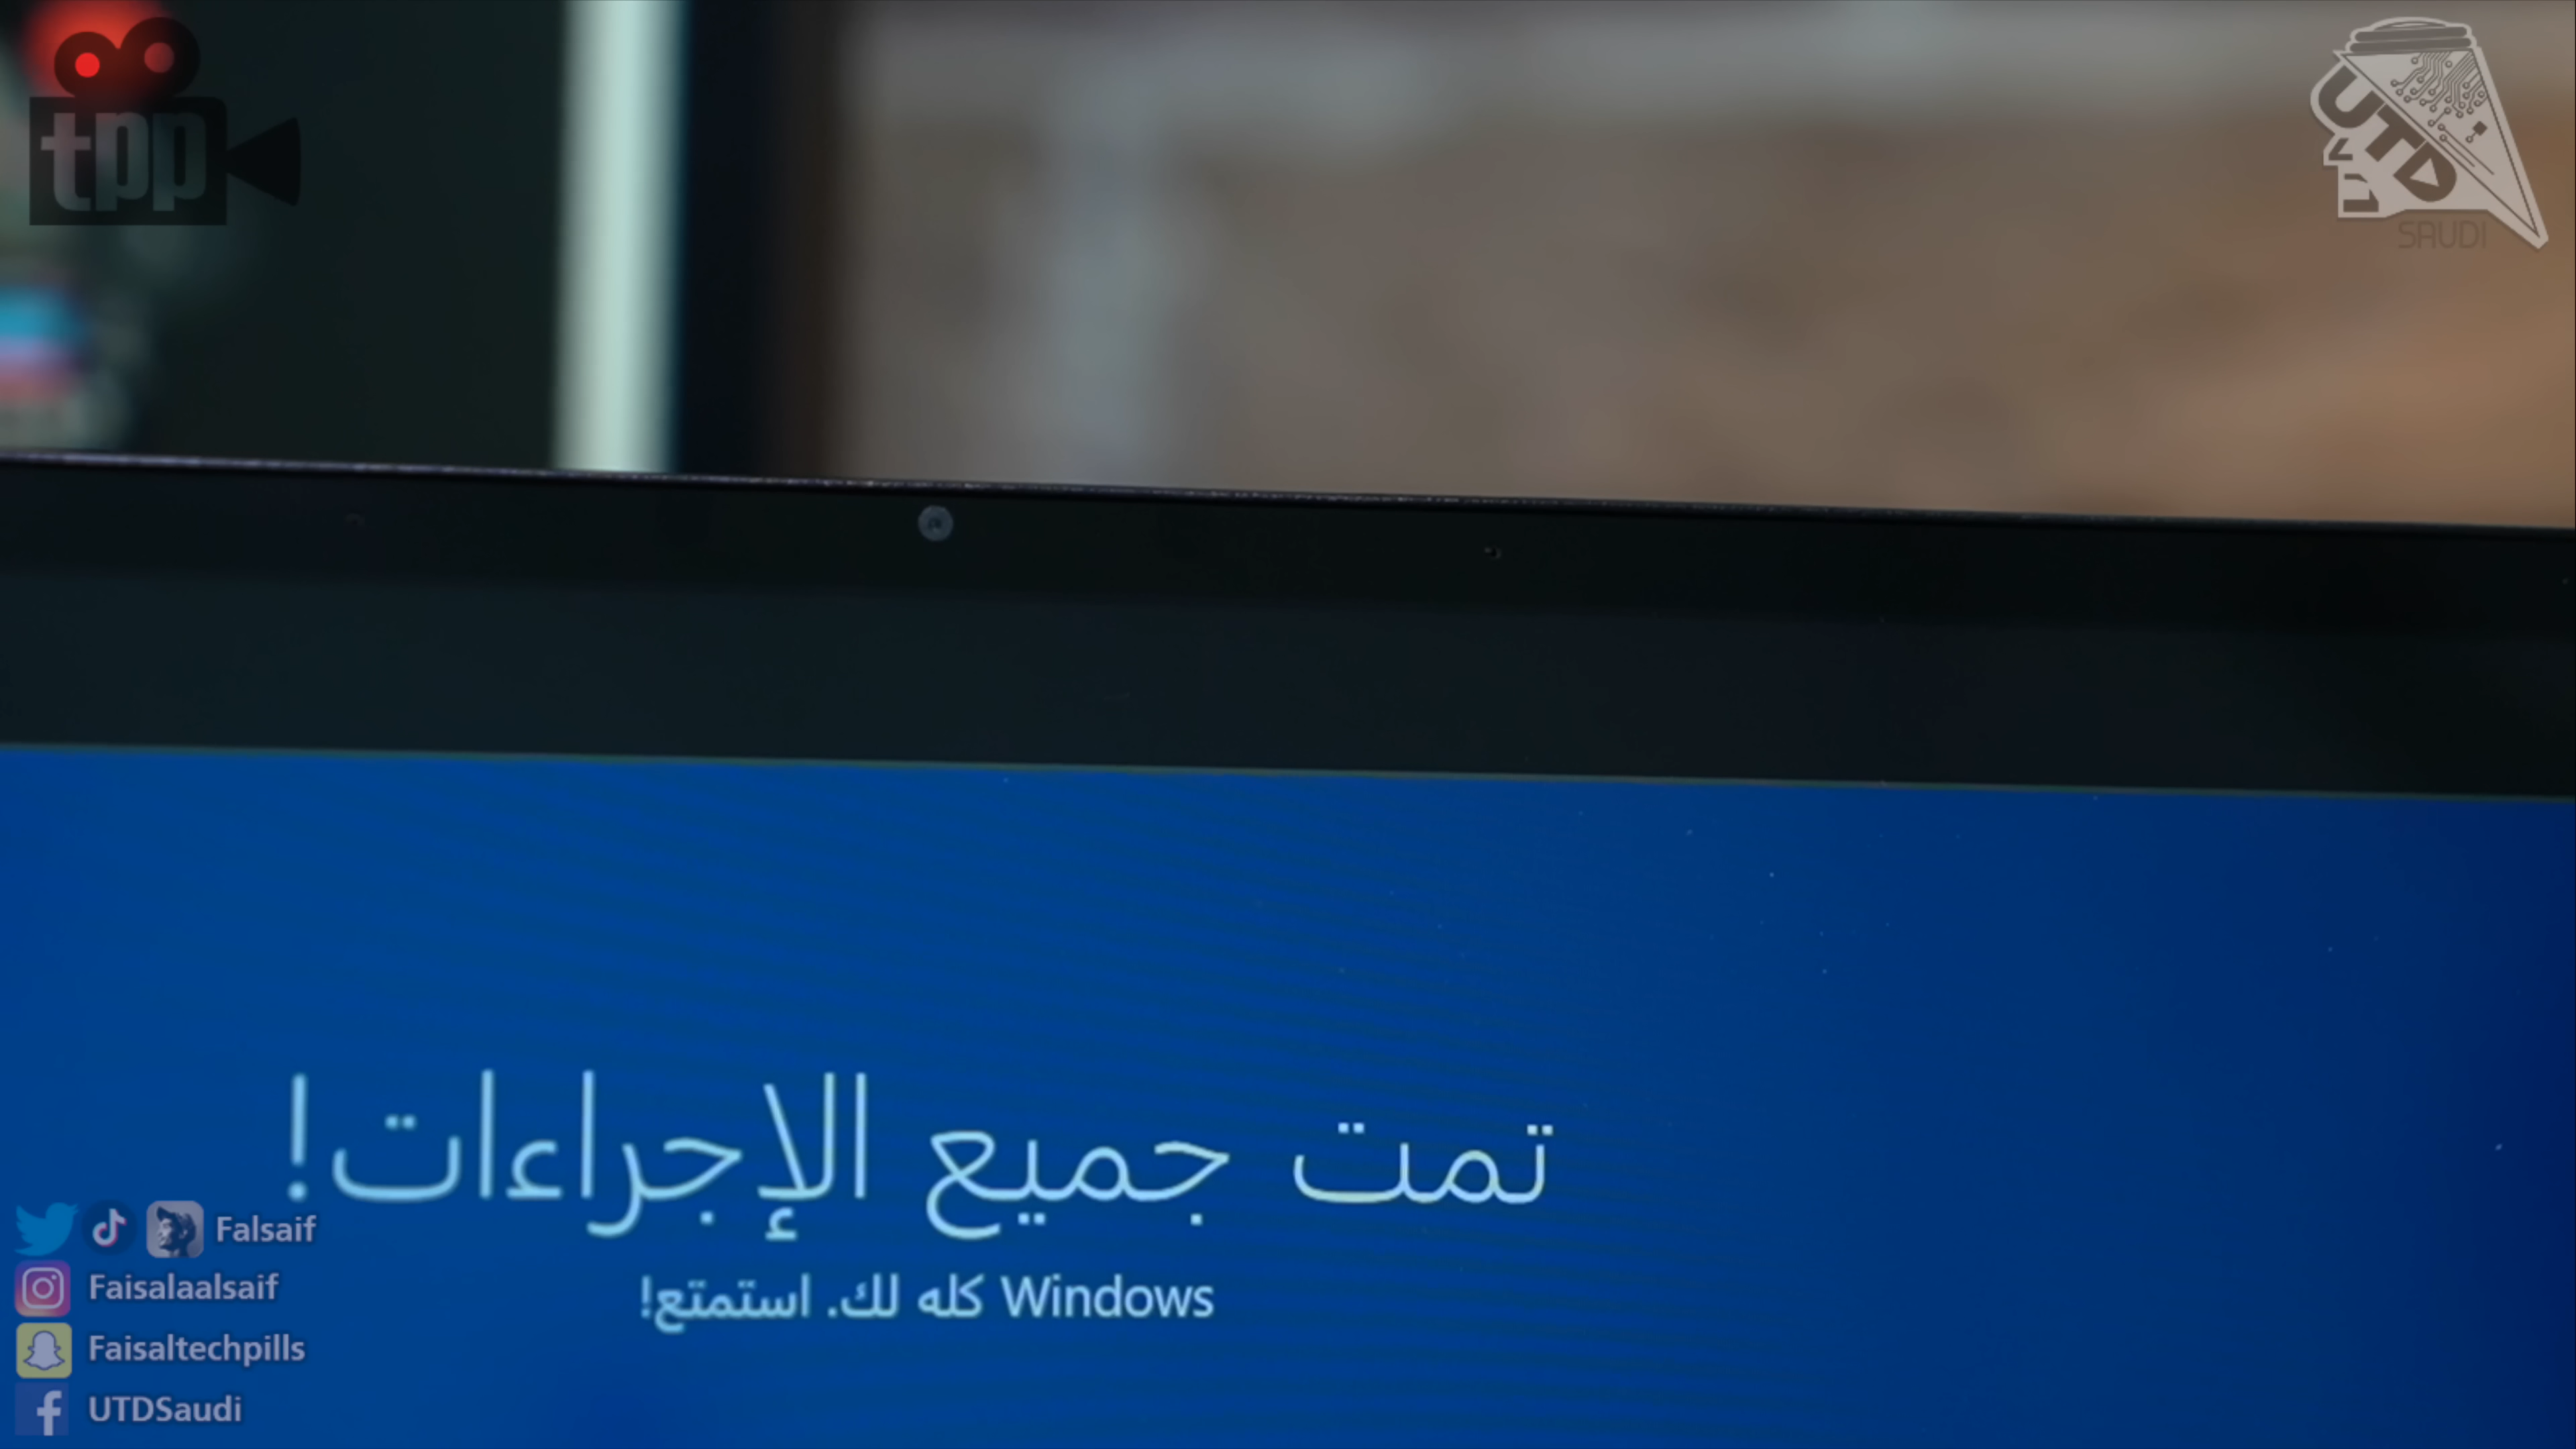 tpp
UTD
SAUDI
تمت جميع الإجراءات!
Windows كله لك. استمتع!
Falsaif
Faisalaalsaif
Faisaltechpills
UTDSaudi